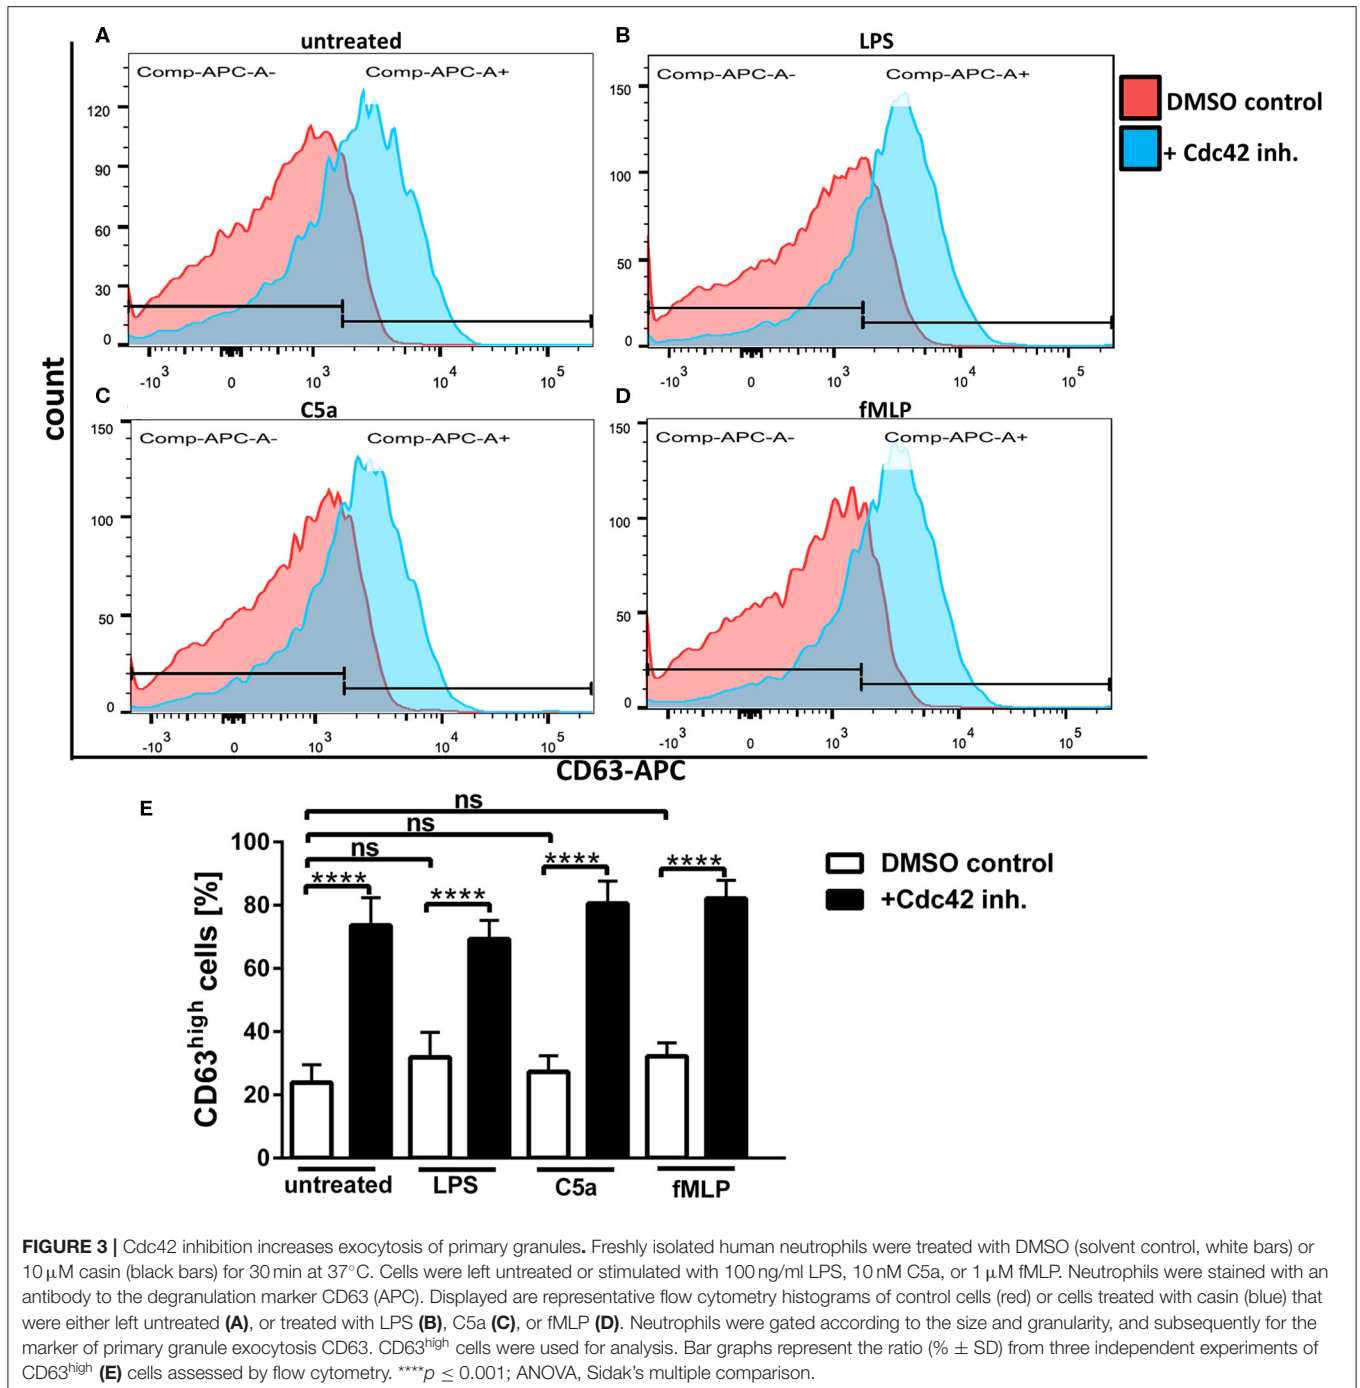 A
untreated
B
LPS
Comp-APC-A-
Comp-APC-A+
Comp-APC-A-
Comp-APC-A+
DMSO control
+ Cdc42 inh.
120
90
60
30
0
-10³
0
10³
10⁴
10⁵
150
100
50
0
-10³
0
10³
10⁴
10⁵
count
C
C5a
D
fMLP
Comp-APC-A-
Comp-APC-A+
Comp-APC-A-
Comp-APC-A+
150
100
50
0
-10³
0
10³
10⁴
10⁵
150
100
50
0
-10³
0
10³
10⁴
10⁵
CD63-APC
E
ns
ns
ns
****
****
****
****
100
80
60
40
20
0
CD63high cells [%]
untreated
LPS
C5a
fMLP
DMSO control
+Cdc42 inh.
FIGURE 3 | Cdc42 inhibition increases exocytosis of primary granules. Freshly isolated human neutrophils were treated with DMSO (solvent control, white bars) or
10 μM casin (black bars) for 30 min at 37°C. Cells were left untreated or stimulated with 100 ng/ml LPS, 10 nM C5a, or 1 μM fMLP. Neutrophils were stained with an
antibody to the degranulation marker CD63 (APC). Displayed are representative flow cytometry histograms of control cells (red) or cells treated with casin (blue) that
were either left untreated (A), or treated with LPS (B), C5a (C), or fMLP (D). Neutrophils were gated according to the size and granularity, and subsequently for the
marker of primary granule exocytosis CD63. CD63high cells were used for analysis. Bar graphs represent the ratio (% ± SD) from three independent experiments of
CD63high (E) cells assessed by flow cytometry. ****p ≤ 0.001; ANOVA, Sidak's multiple comparison.